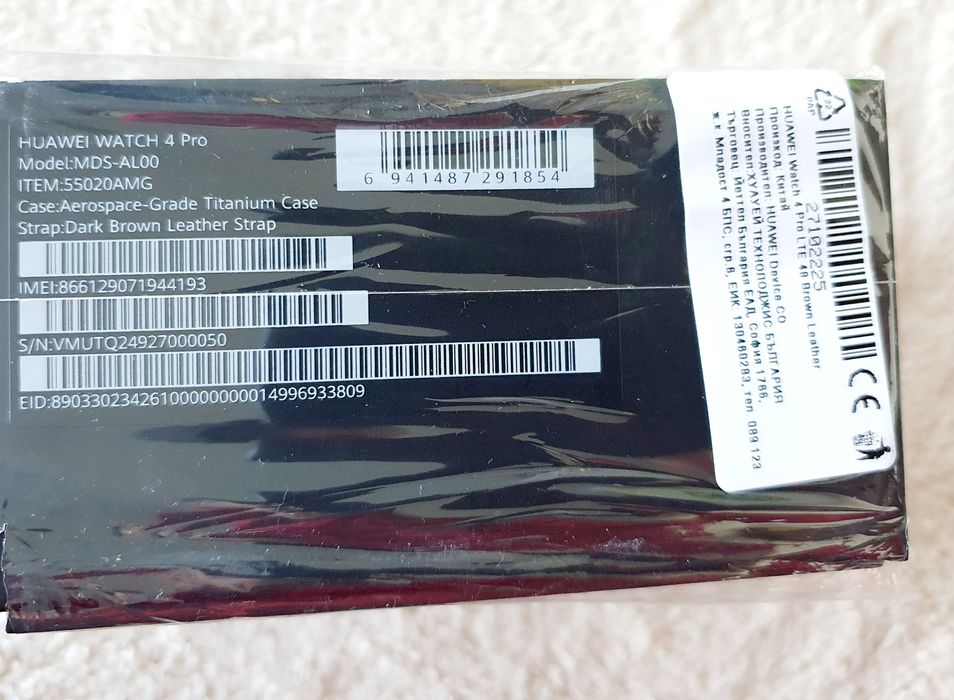 HUAWEI WATCH 4 Pro
Model:MDS-AL00
ITEM:55020AMG
Case:Aerospace-Grade Titanium Case
Strap:Dark Brown Leather Strap
IMEI:866129071944193
S/N:VMUTQ24927000050
EID:89033023426100000000014996933809
6 941487 291854
PAP
27102225
HUAWEI Watch 4 Pro LTE 48 Brown Leather
Произход: Китай
Производител: HUAWEI Device CO
Вносител:ХУАУЕЙ ТЕХНОЛОДЖИС БЪЛГАРИЯ
Търговец: Йеттел България ЕАД, София 1766,
ж.к. Младост 4 БПС, сгр.6, ЕИК: 130460283, тел. 089 123
CE